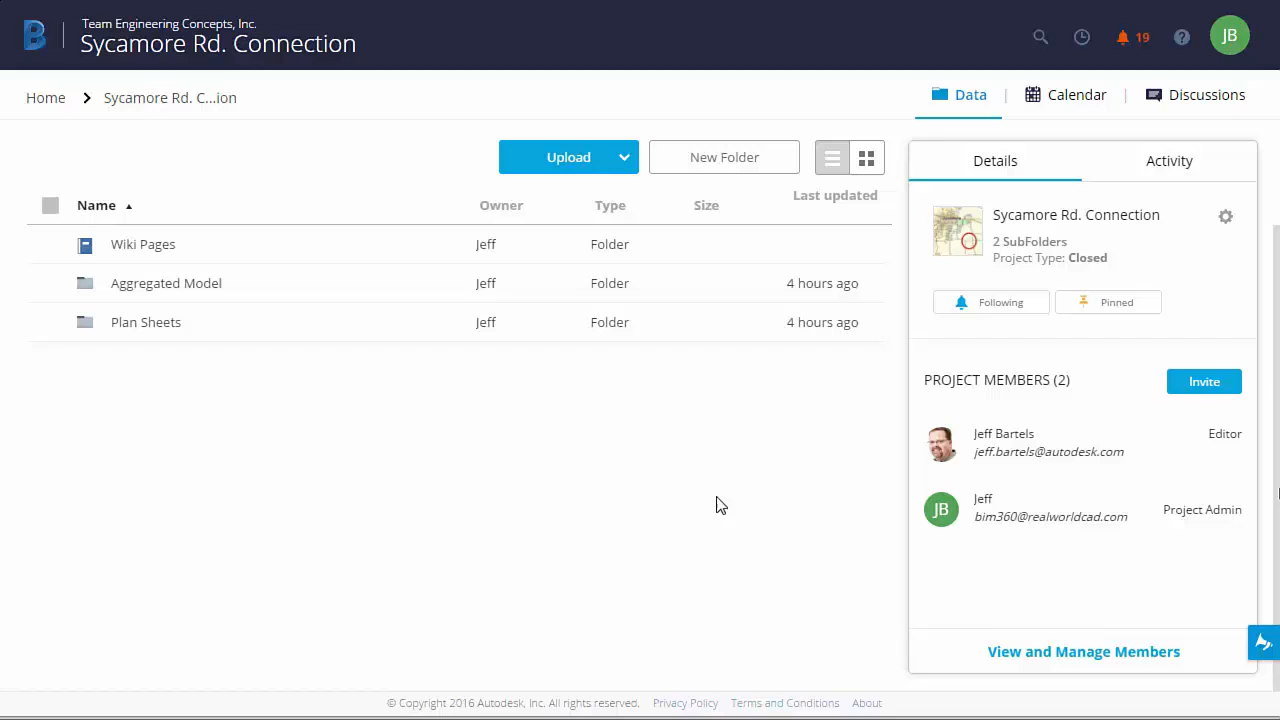 Team Engineering Concepts, Inc.
Sycamore Rd. Connection
19
JB
Home
Sycamore Rd. C...ion
Data | Calendar | Discussions
Upload
New Folder
Name Owner Type Size Last updated
Wiki Pages Jeff Folder
Aggregated Model Jeff Folder 4 hours ago
Plan Sheets Jeff Folder 4 hours ago
Details
Activity
Sycamore Rd. Connection
2 SubFolders
Project Type: Closed
Following
Pinned
PROJECT MEMBERS (2)
Invite
Jeff Bartels Editor
jeff.bartels@autodesk.com
JB
Jeff
bim360@realworldcad.com
Project Admin
View and Manage Members
© Copyright 2016 Autodesk, Inc. All rights reserved. Privacy Policy Terms and Conditions About